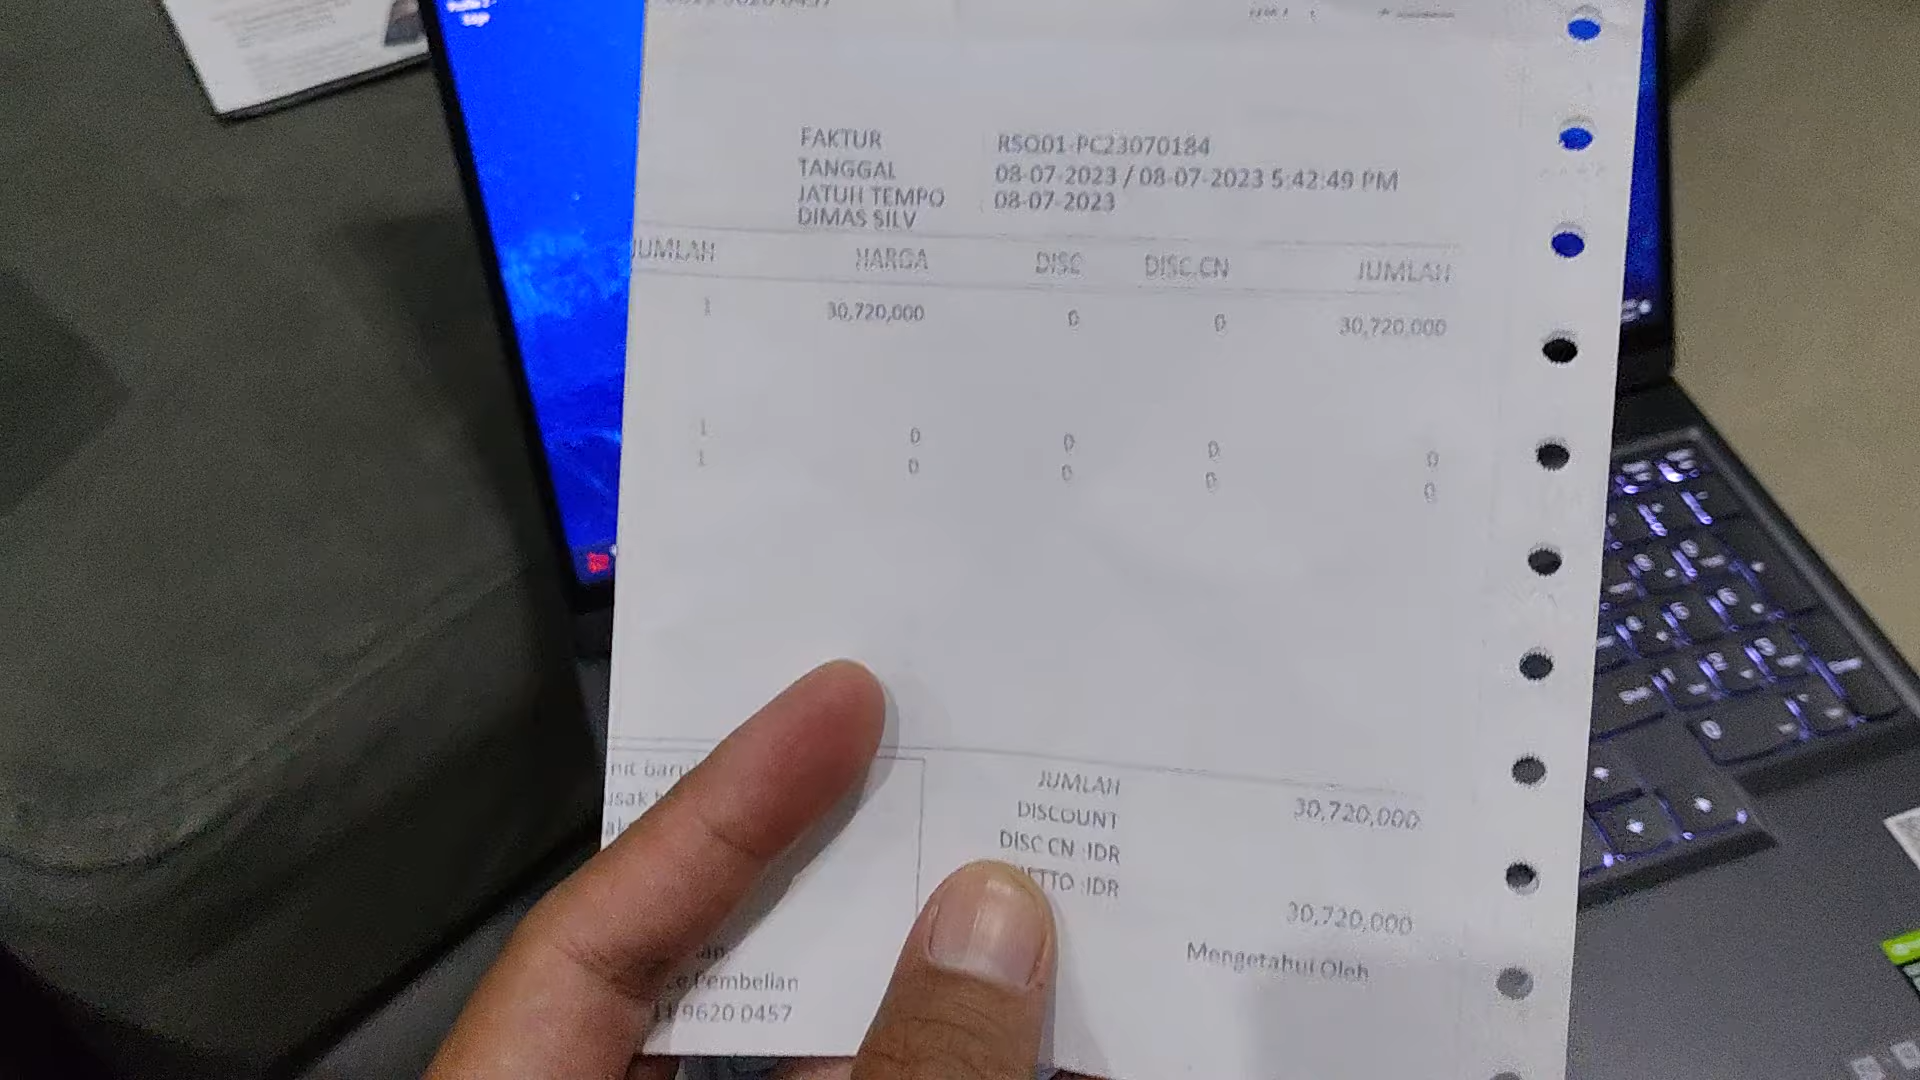 FAKTUR RSO01-PC23070184
TANGGAL 08-07-2023 / 08-07-2023 5:42:49 PM
JATUH TEMPO 08-07-2023
DIMAS SILV
JUMLAH HARGA DISC DISC.CN JUMLAH
1 30,720,000 0 0 30,720,000
1 0 0 0 0
1 0 0 0 0
JUMLAH 30,720,000
DISCOUNT
DISC CN :IDR
NETTO :IDR 30,720,000
Mengetahui Oleh
Pembelian
9620 0457